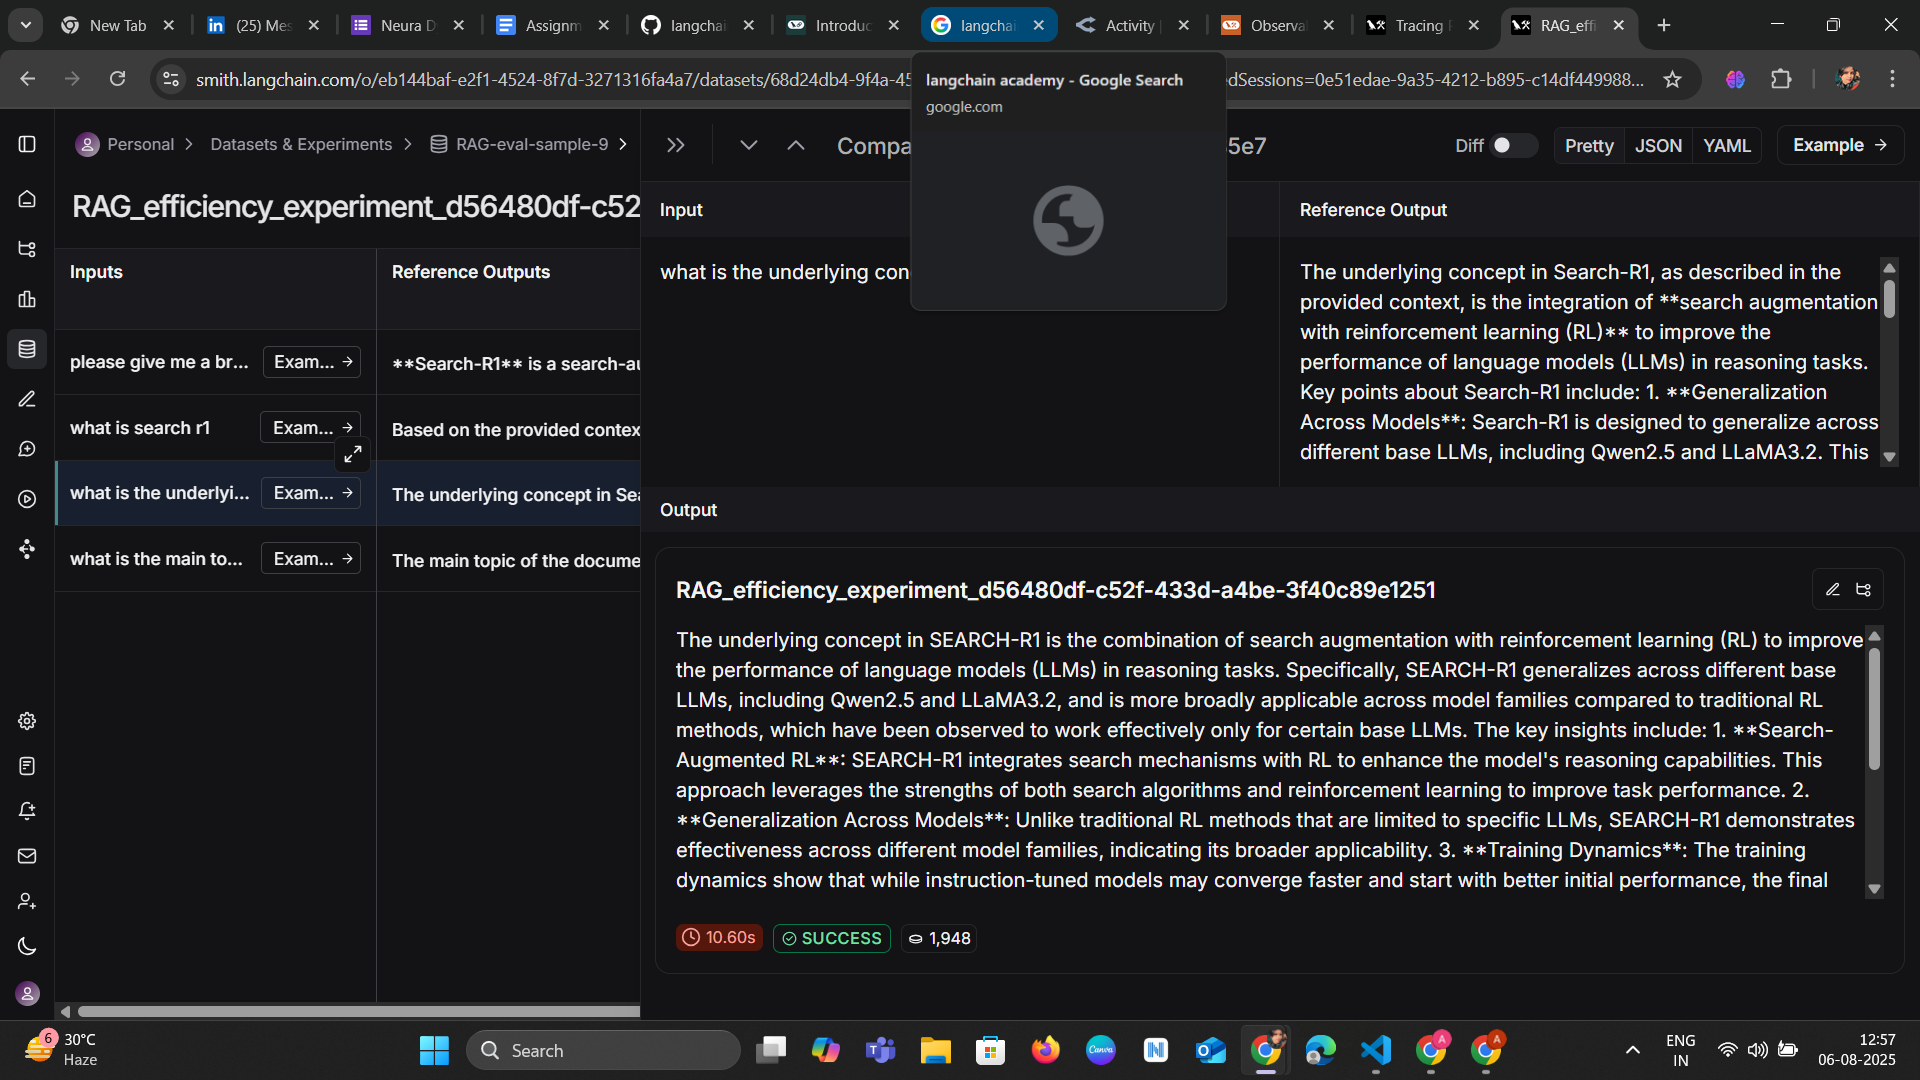 New Tab
(25) Mes
Neura D
Assignm
langchai
Introduc
langchai
Activity
Observa
Tracing
RAG_effi
smith.langchain.com/o/eb144baf-e2f1-4524-8f7d-3271316fa4a7/datasets/68d24db4-9f4a-45
edSessions=0e51edae-9a35-4212-b895-c14df449988...
langchain academy - Google Search
google.com
Personal
Datasets & Experiments
RAG-eval-sample-9
Compa
5e7
Diff
Pretty
JSON
YAML
Example →
RAG_efficiency_experiment_d56480df-c52
Inputs
Reference Outputs
please give me a br...
Exam... →
**Search-R1** is a search-au
what is search r1
Exam... →
Based on the provided contex
what is the underlyi...
Exam... →
The underlying concept in Sea
what is the main to...
Exam... →
The main topic of the docume
Input
what is the underlying con
Reference Output
The underlying concept in Search-R1, as described in the
provided context, is the integration of **search augmentation
with reinforcement learning (RL)** to improve the
performance of language models (LLMs) in reasoning tasks.
Key points about Search-R1 include: 1. **Generalization
Across Models**: Search-R1 is designed to generalize across
different base LLMs, including Qwen2.5 and LLaMA3.2. This
Output
RAG_efficiency_experiment_d56480df-c52f-433d-a4be-3f40c89e1251
The underlying concept in SEARCH-R1 is the combination of search augmentation with reinforcement learning (RL) to improve
the performance of language models (LLMs) in reasoning tasks. Specifically, SEARCH-R1 generalizes across different base
LLMs, including Qwen2.5 and LLaMA3.2, and is more broadly applicable across model families compared to traditional RL
methods, which have been observed to work effectively only for certain base LLMs. The key insights include: 1. **Search-
Augmented RL**: SEARCH-R1 integrates search mechanisms with RL to enhance the model's reasoning capabilities. This
approach leverages the strengths of both search algorithms and reinforcement learning to improve task performance. 2.
**Generalization Across Models**: Unlike traditional RL methods that are limited to specific LLMs, SEARCH-R1 demonstrates
effectiveness across different model families, indicating its broader applicability. 3. **Training Dynamics**: The training
dynamics show that while instruction-tuned models may converge faster and start with better initial performance, the final
10.60s
SUCCESS
1,948
6
30°C
Haze
Search
Canva
ENG
IN
12:57
06-08-2025